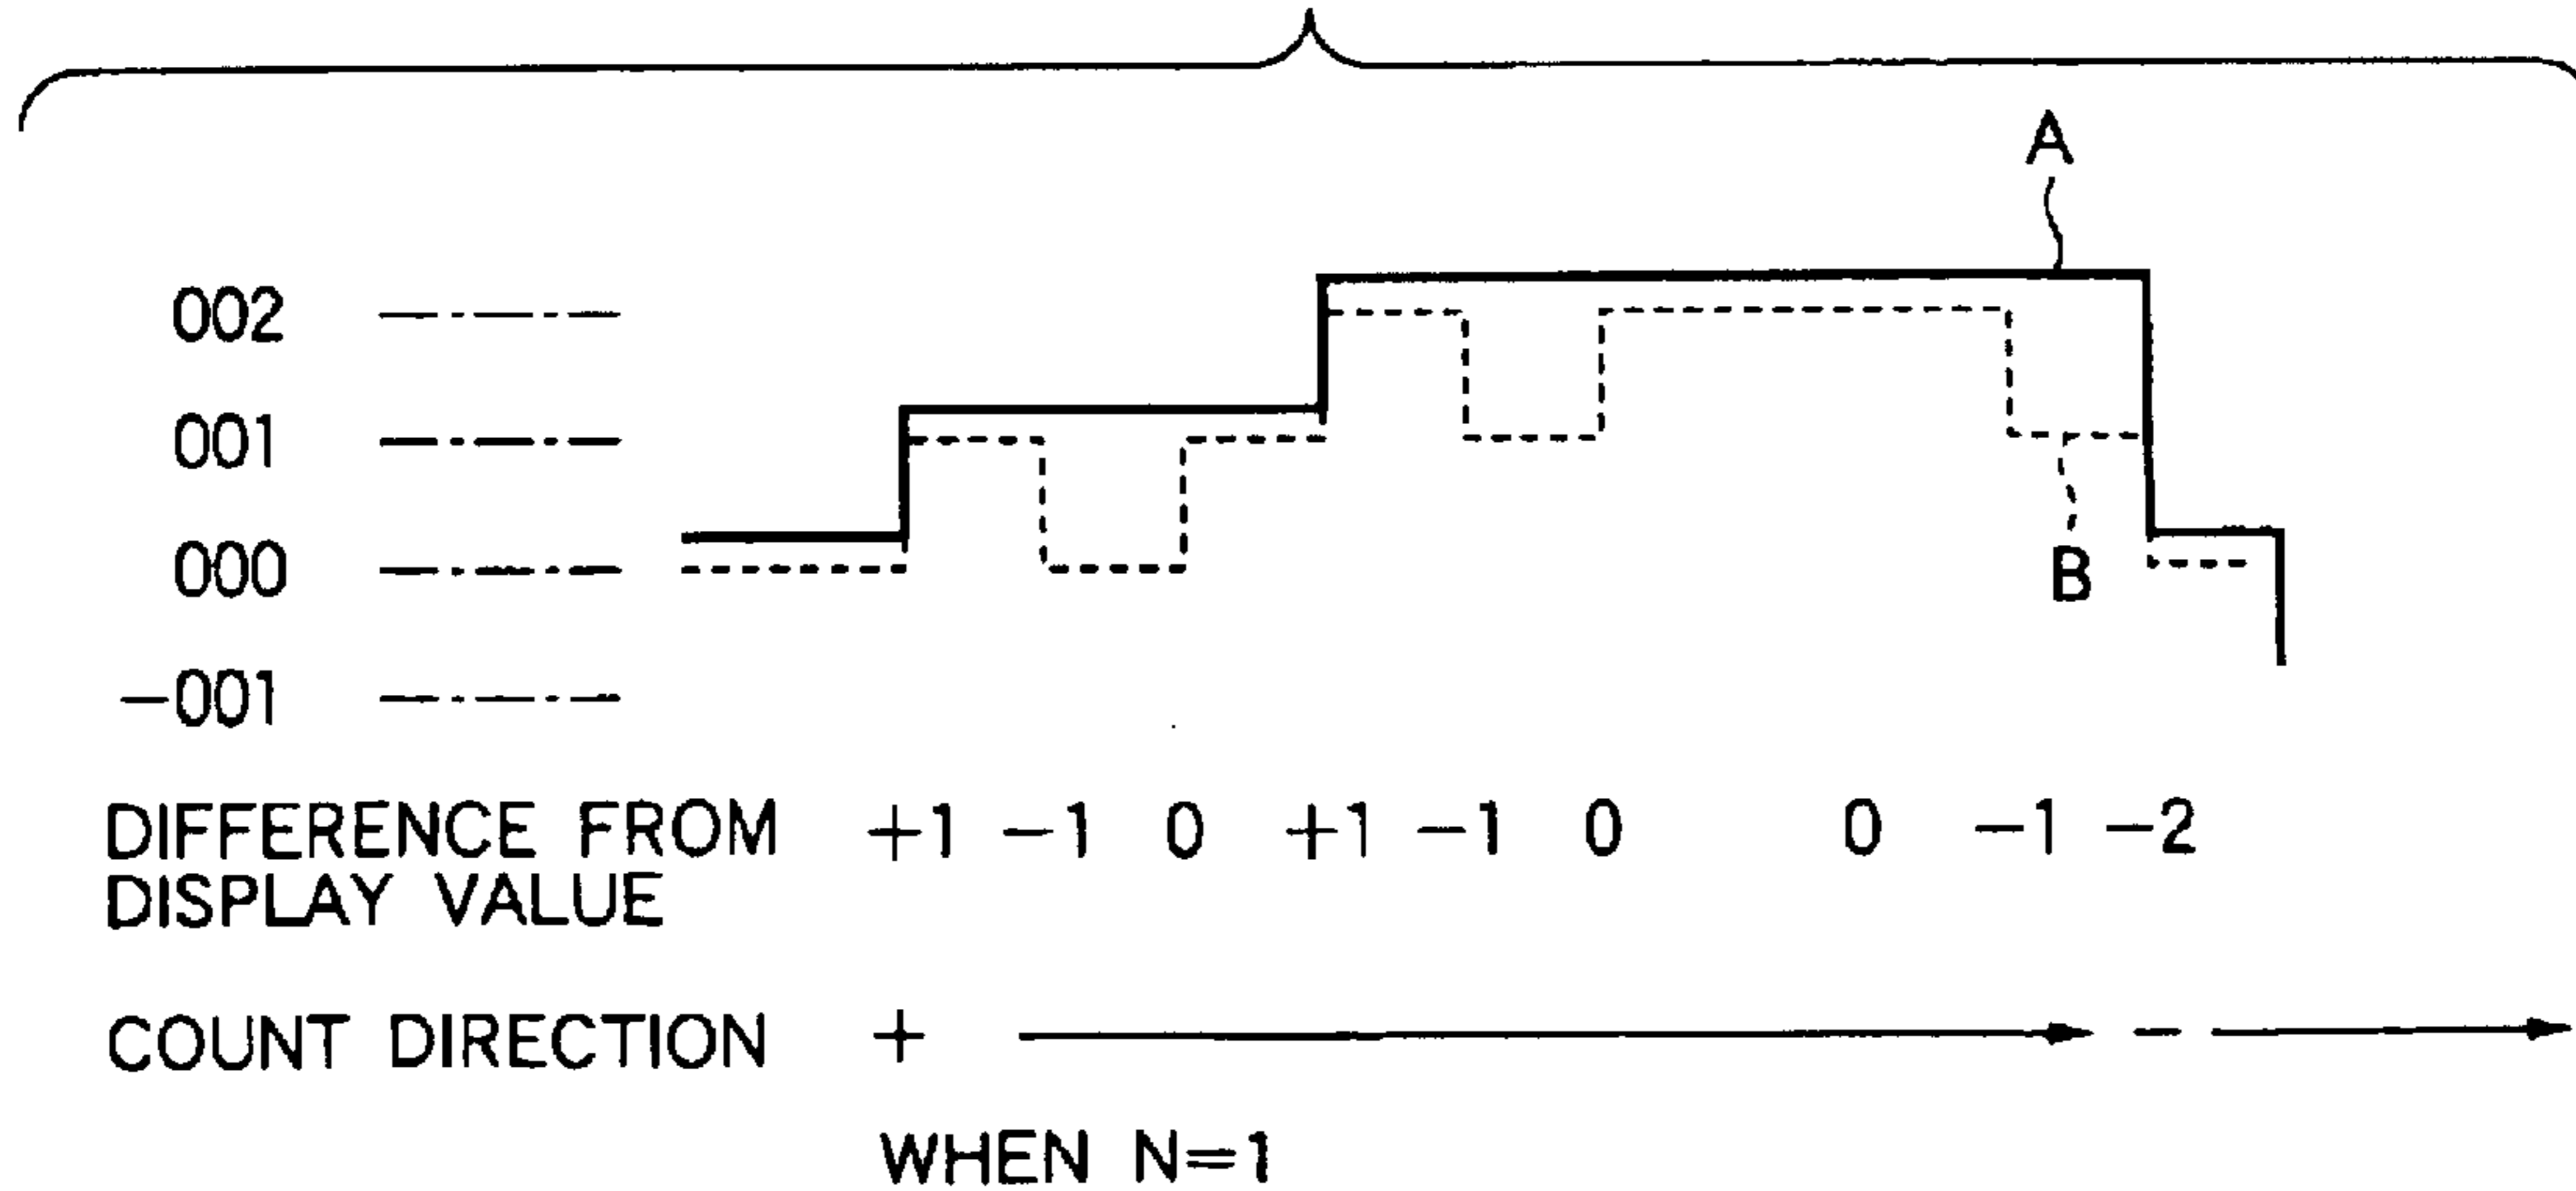 A
002
001
000
B
−001
DIFFERENCE FROM +1 −1 0 +1 −1 0 0 −1 −2
DISPLAY VALUE
COUNT DIRECTION + −
WHEN N=1